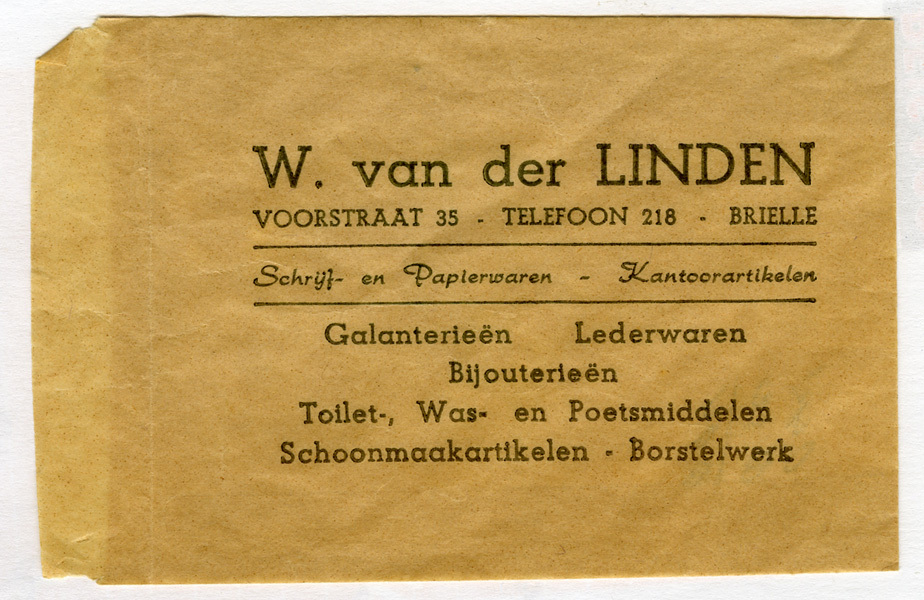 W. van der LINDEN
VOORSTRAAT 35 - TELEFOON 218 - BRIELLE
Schrijf- en Papierwaren - Kantoorartikelen
Galanterieën Lederwaren
Bijouterieën
Toilet-, Was- en Poetsmiddelen
Schoonmaakartikelen - Borstelwerk